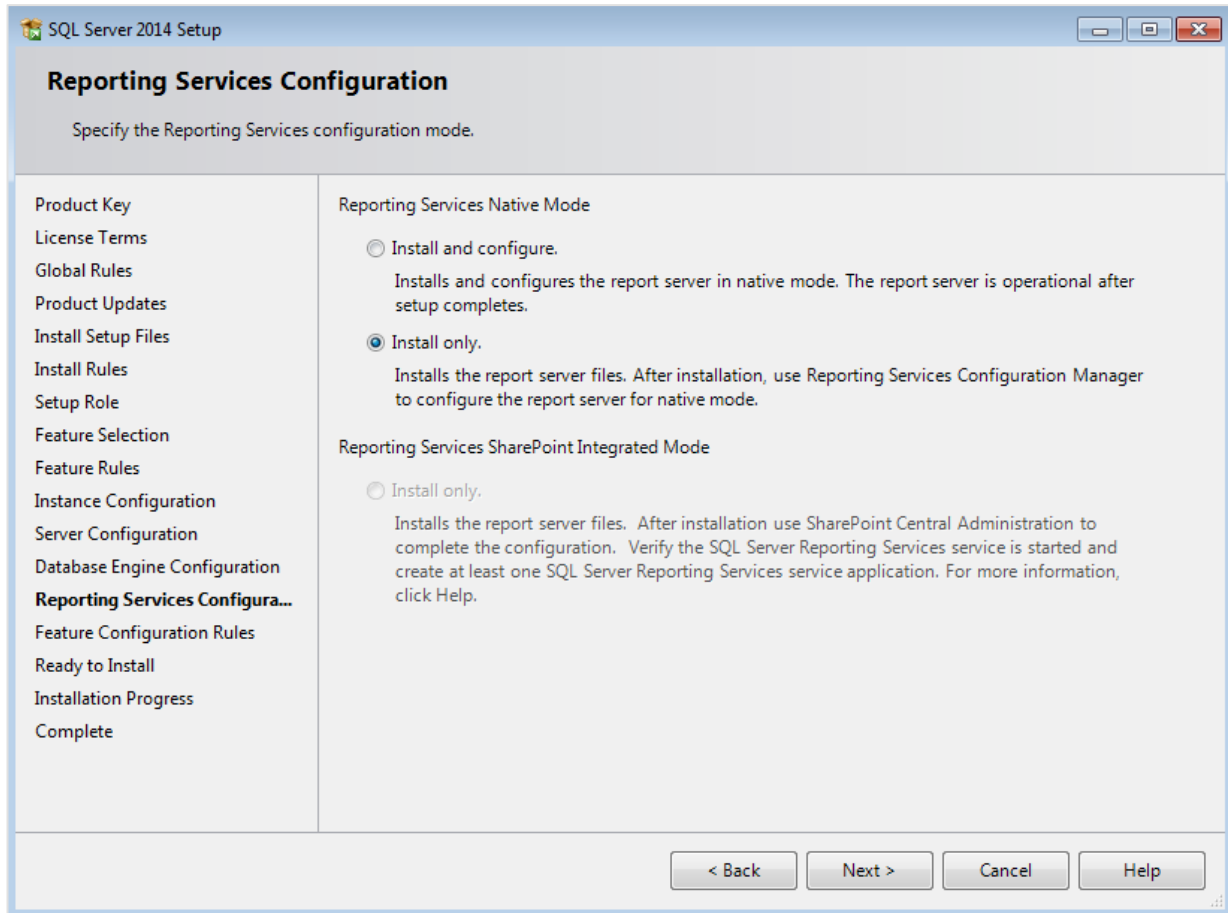 SQL Server 2014 Setup
Reporting Services Configuration
Specify the Reporting Services configuration mode.
Product Key
License Terms
Global Rules
Product Updates
Install Setup Files
Install Rules
Setup Role
Feature Selection
Feature Rules
Instance Configuration
Server Configuration
Database Engine Configuration
Reporting Services Configura...
Feature Configuration Rules
Ready to Install
Installation Progress
Complete
Reporting Services Native Mode
Install and configure.
Installs and configures the report server in native mode. The report server is operational after
setup completes.
Install only.
Installs the report server files. After installation, use Reporting Services Configuration Manager
to configure the report server for native mode.
Reporting Services SharePoint Integrated Mode
Install only.
Installs the report server files.  After installation use SharePoint Central Administration to
complete the configuration.  Verify the SQL Server Reporting Services service is started and
create at least one SQL Server Reporting Services service application. For more information,
click Help.
< Back
Next >
Cancel
Help